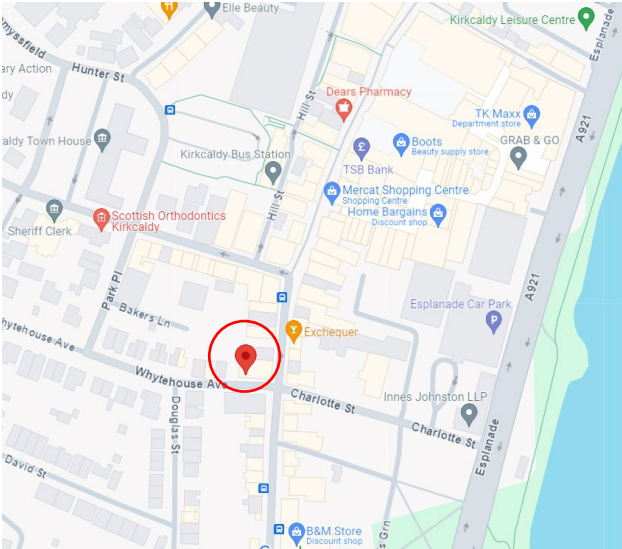 Elle Beauty
Kirkcaldy Leisure Centre
Esplanade
nyssfield
Hunter St
ary Action
dy
Hill St
Dears Pharmacy
TK Maxx
Department store
A921
aldy Town House
Kirkcaldy Bus Station
Boots
Beauty supply store
GRAB & GO
£
TSB Bank
Mercat Shopping Centre
Shopping Centre
Hill St
Home Bargains
Discount shop
Scottish Orthodontics
Kirkcaldy
Sheriff Clerk
Park Pl
A921
Esplanade Car Park
P
Bakers Ln
Exchequer
hytehouse Ave
Whytehouse Ave
Charlotte St
Innes Johnston LLP
Douglas St
Charlotte St
Esplanade
David St
B&M Store
Discount shop
s Grn